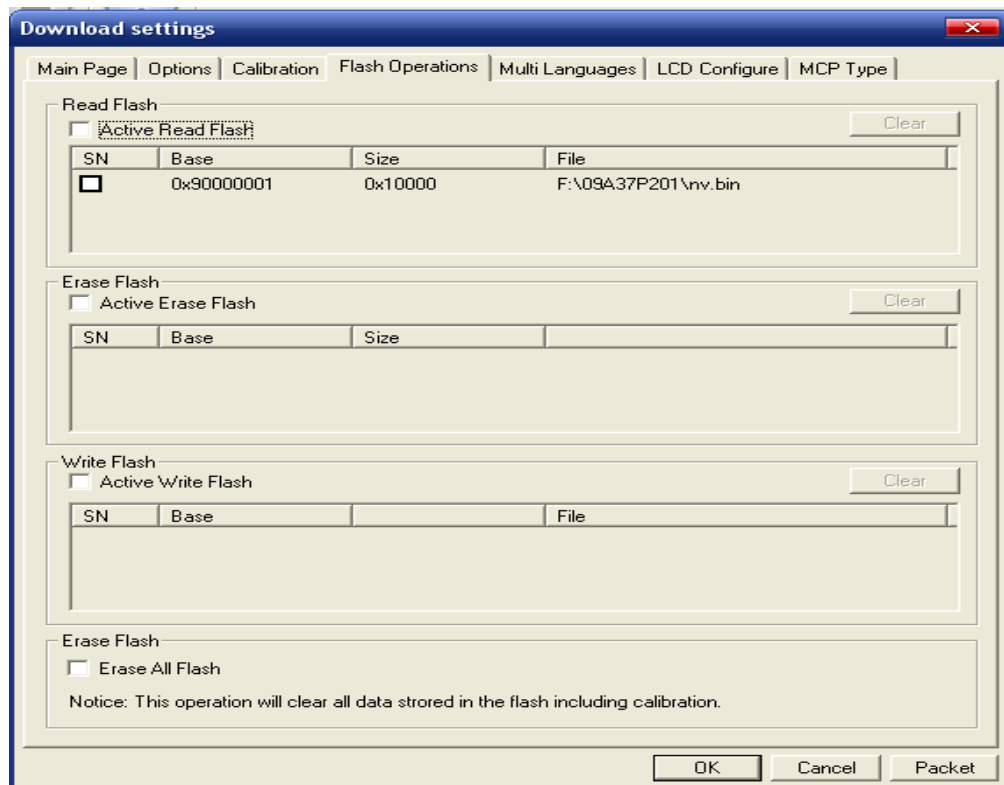 Download settings
Main Page Options Calibration Flash Operations Multi Languages LCD Configure MCP Type
Read Flash
Active Read Flash Clear
SN Base Size File
0x90000001 0x10000 F:\09A37P201\nv.bin
Erase Flash
Active Erase Flash Clear
SN Base Size
Write Flash
Active Write Flash Clear
SN Base File
Erase Flash
Erase All Flash
Notice: This operation will clear all data strored in the flash including calibration.
OK Cancel Packet